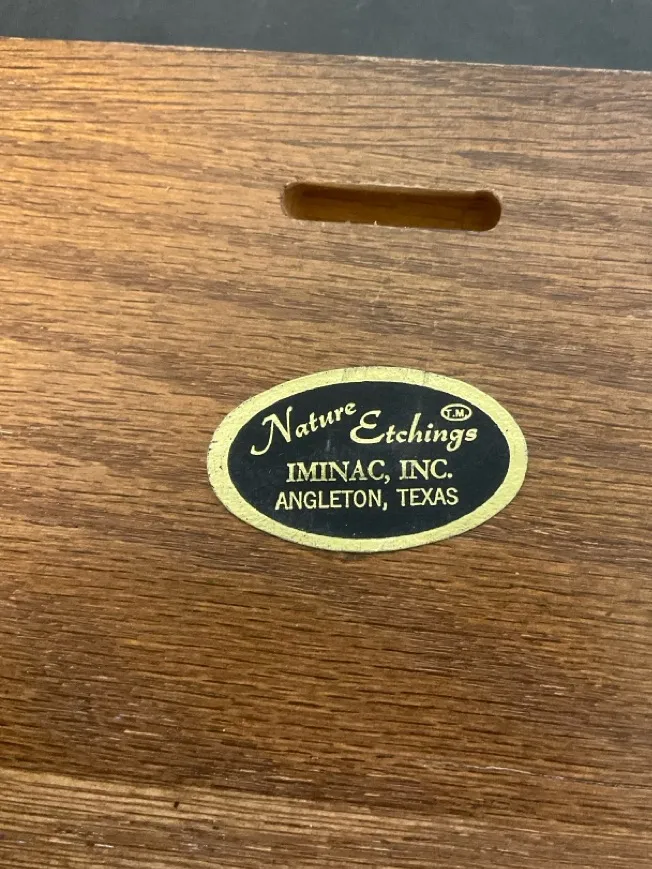 Nature Etchings T.M.
IMINAC, INC.
ANGLETON, TEXAS